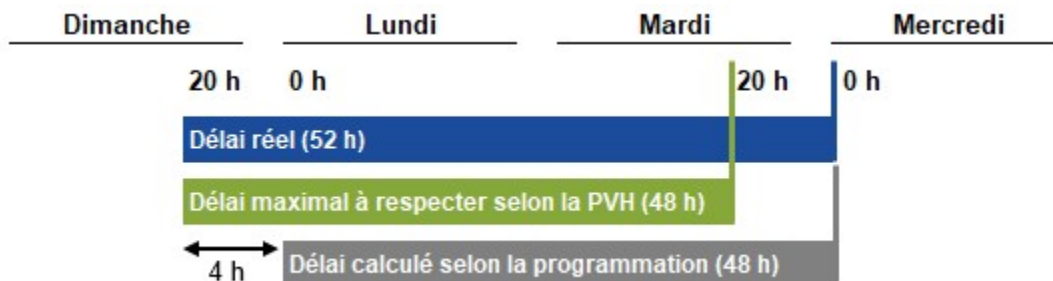 Dimanche Lundi Mardi Mercredi
20 h 0 h 20 h 0 h
Délai réel (52 h)
Délai maximal à respecter selon la PVH (48 h)
4 h Délai calculé selon la programmation (48 h)